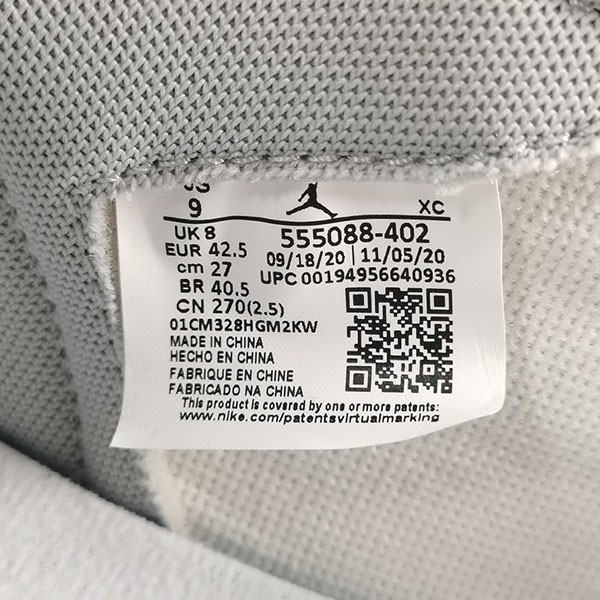 US
9 XC
UK 8 555088-402
EUR 42.5 09/18/20 | 11/05/20
cm 27 UPC 00194956640936
BR 40.5
CN 270(2.5)
01CM328HGM2KW
MADE IN CHINA
HECHO EN CHINA
FABRIQUE EN CHINE
FABRICADO NA CHINA
This product is covered by one or more patents:
www.nike.com/patentsvirtualmarking